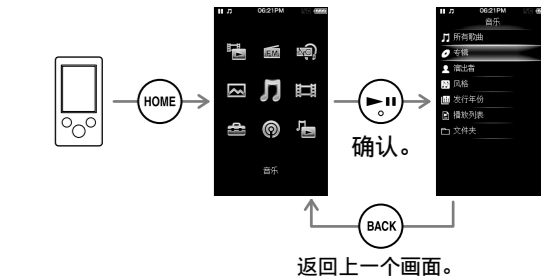 06:21PM
06:21PM
音乐
所有歌曲
专辑
演出者
FM
HOME
风格
发行年份
播放列表
确认。
文件夹
音乐
BACK
返回上一个画面。